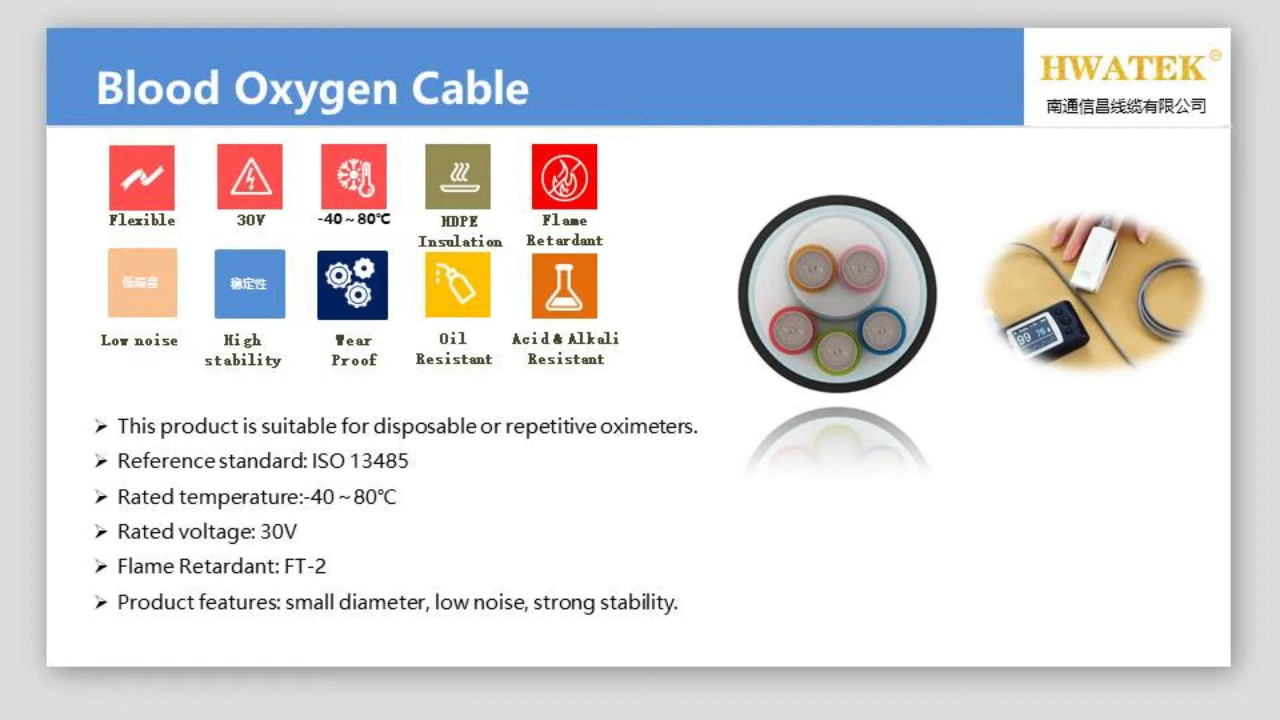 Blood Oxygen Cable
HWATEK®
南通信昌线缆有限公司
Flexible
30V
-40~80℃
HDPE
Insulation
Flame
Retardant
低噪音
稳定性
Low noise
High
stability
Wear
Proof
Oil
Resistant
Acid & Alkali
Resistant
99 76
➢ This product is suitable for disposable or repetitive oximeters.
➢ Reference standard: ISO 13485
➢ Rated temperature:-40~80℃
➢ Rated voltage: 30V
➢ Flame Retardant: FT-2
➢ Product features: small diameter, low noise, strong stability.